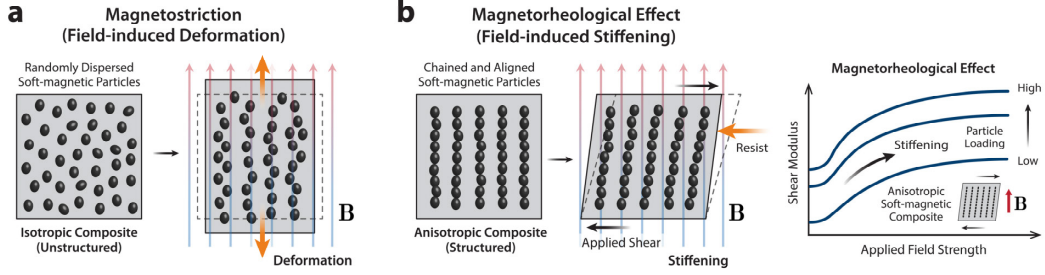 a
Magnetostriction
(Field-induced Deformation)
Randomly Dispersed
Soft-magnetic Particles
Isotropic Composite
(Unstructured)
B
Deformation
b
Magnetorheological Effect
(Field-induced Stiffening)
Chained and Aligned
Soft-magnetic Particles
Anisotropic Composite
(Structured)
Resist
B
Applied Shear
Stiffening
Magnetorheological Effect
Shear Modulus
High
Particle
Loading
Low
Stiffening
Anisotropic
Soft-magnetic
Composite
B
Applied Field Strength